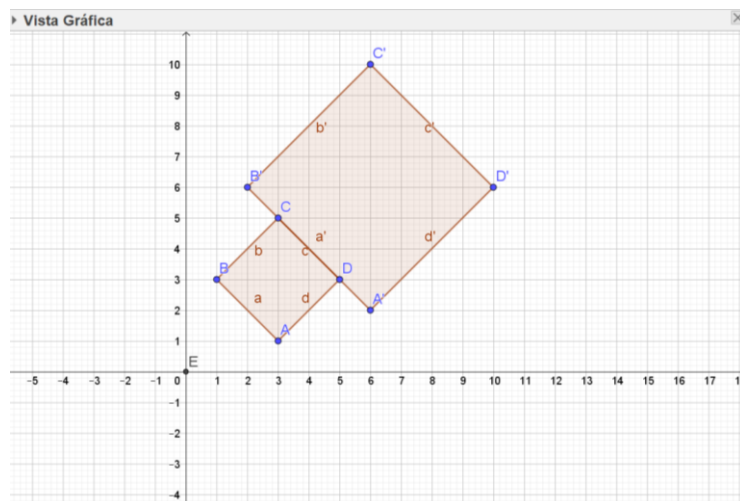 Vista Gráfica
10
C'
9
8
b'
c'
7
B'
D'
6
C
5
a'
d'
4
b
c
B
D
3
a
d
A'
2
A
1
E
-5 -4 -3 -2 -1 0 1 2 3 4 5 6 7 8 9 10 11 12 13 14 15 16 17
-1
-2
-3
-4